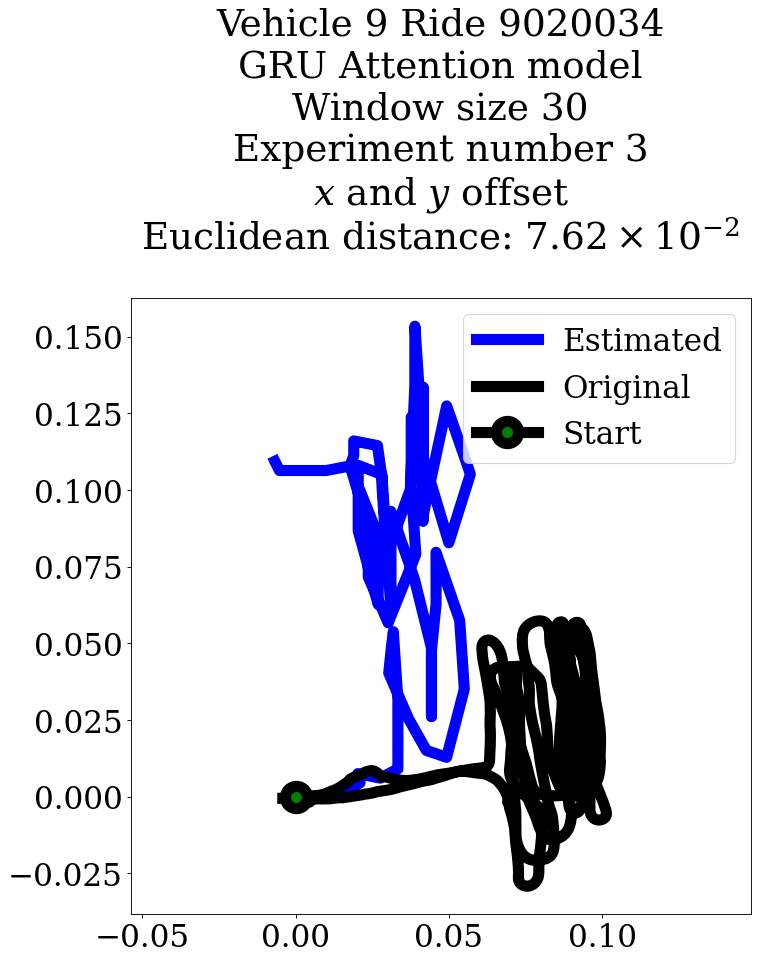 Vehicle 9 Ride 9020034
GRU Attention model
Window size 30
Experiment number 3
x and y offset
Euclidean distance: 7.62 × 10⁻²
Estimated
Original
Start
0.150
0.125
0.100
0.075
0.050
0.025
0.000
−0.025
−0.05 0.00 0.05 0.10